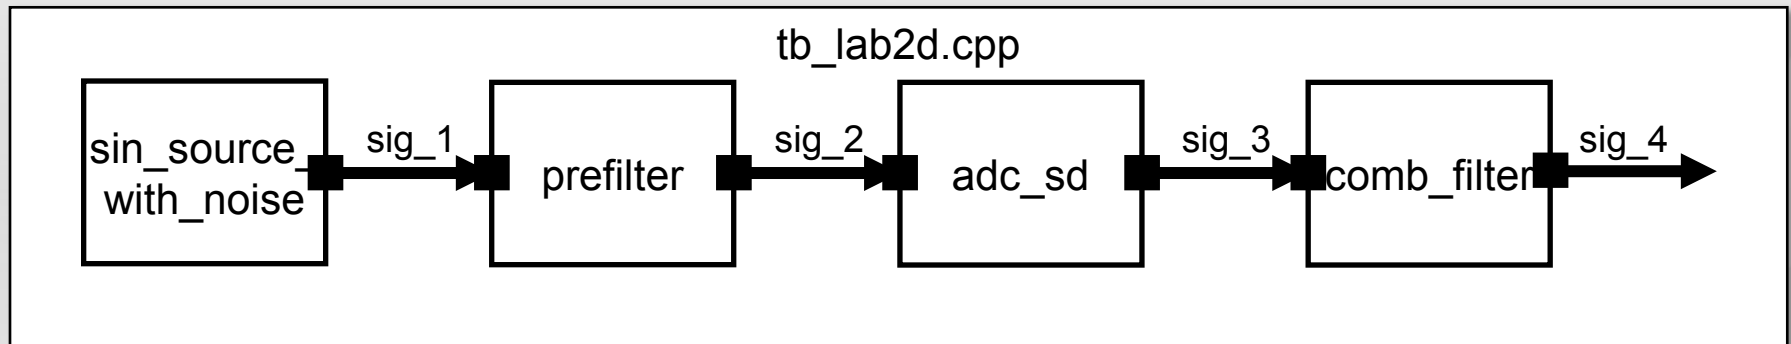 tb_lab2d.cpp
sin_source_
with_noise
sig_1
prefilter
sig_2
adc_sd
sig_3
comb_filter
sig_4